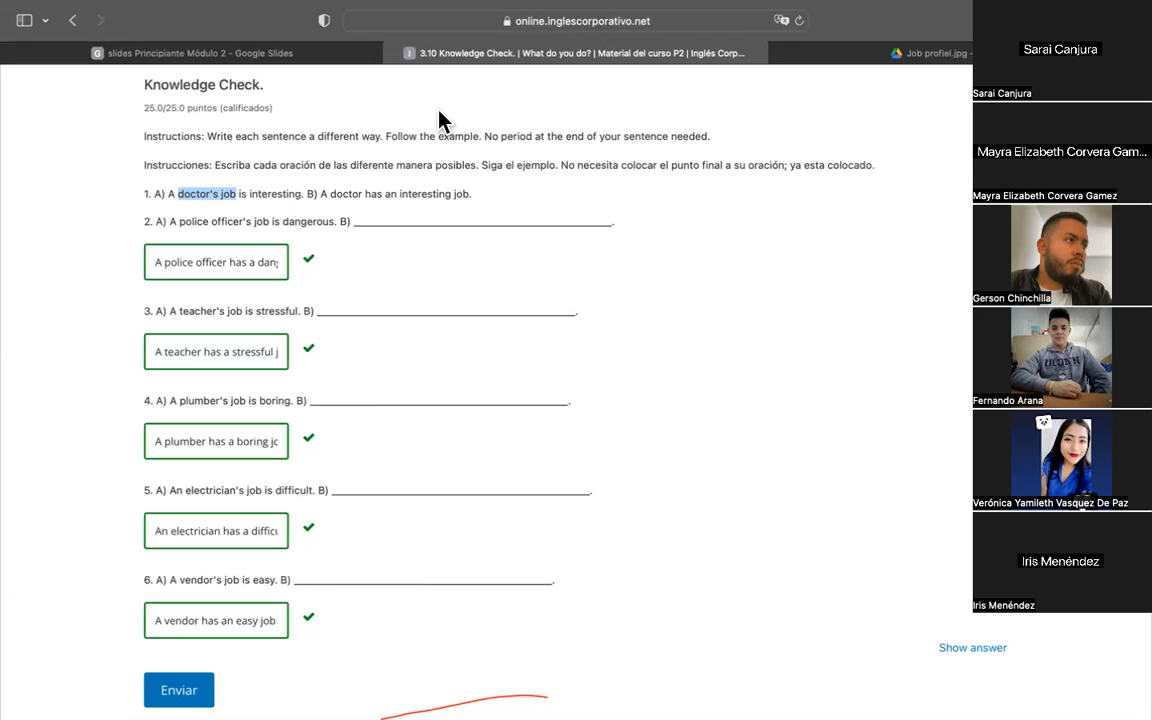 online.inglescorporativo.net
slides Principiante Módulo 2 - Google Slides
3.10 Knowledge Check. | What do you do? | Material del curso P2 | Inglés Corp...
Job profiel.jpg -
Knowledge Check.
25.0/25.0 puntos (calificados)
Instructions: Write each sentence a different way. Follow the example. No period at the end of your sentence needed.
Instrucciones: Escriba cada oración de las diferente manera posibles. Siga el ejemplo. No necesita colocar el punto final a su oración; ya esta colocado.
1. A) A doctor's job is interesting. B) A doctor has an interesting job.
2. A) A police officer's job is dangerous. B) ______________________________.
A police officer has a dang
3. A) A teacher's job is stressful. B) ______________________________.
A teacher has a stressful j
4. A) A plumber's job is boring. B) ______________________________.
A plumber has a boring jo
5. A) An electrician's job is difficult. B) ______________________________.
An electrician has a difficu
6. A) A vendor's job is easy. B) ______________________________.
A vendor has an easy job
Show answer
Enviar
Sarai Canjura
Sarai Canjura
Mayra Elizabeth Corvera Gam...
Mayra Elizabeth Corvera Gamez
Gerson Chinchilla
UCONN
Fernando Arana
Verónica Yamileth Vasquez De Paz
Iris Menéndez
Iris Menéndez